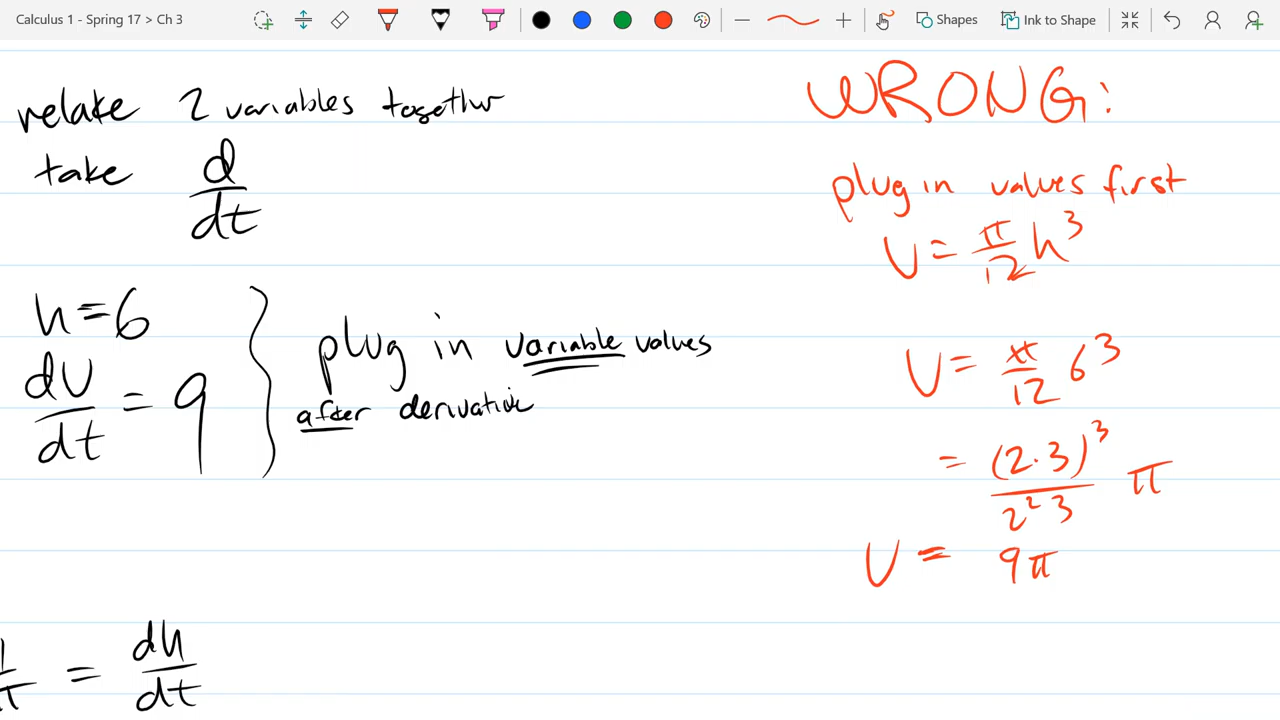 Calculus 1 - Spring 17 > Ch 3
Shapes
Ink to Shape
relate 2 variables together
take d/dt
h = 6
dV/dt = 9
plug in variable values
after derivative
= dh/dt
WRONG:
plug in values first
V = π/12 h³
V = π/12 6³
= (2·3)³/2²3 π
V = 9π